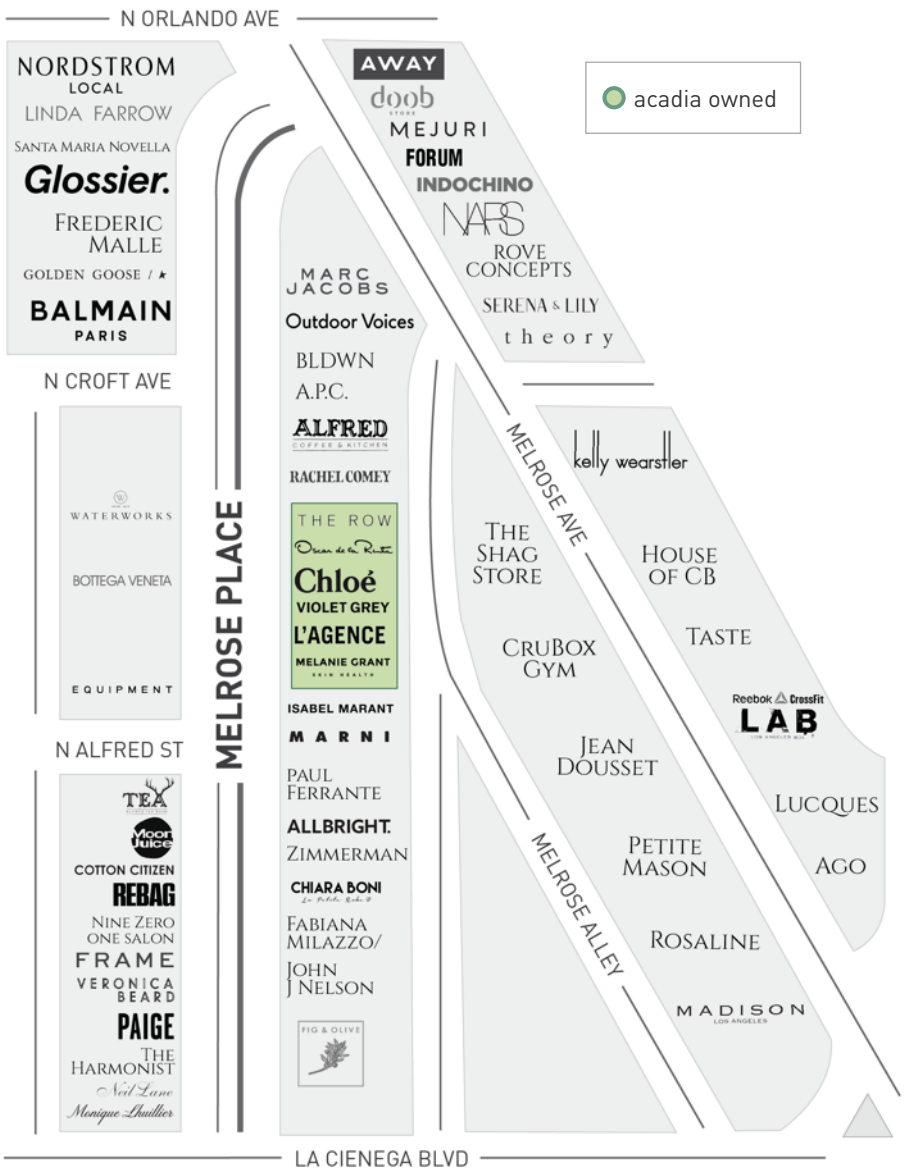 N ORLANDO AVE
NORDSTROM
LOCAL
LINDA FARROW
SANTA MARIA NOVELLA
Glossier.
FREDERIC
MALLE
GOLDEN GOOSE / ★
BALMAIN
PARIS
AWAY
doob
STORE
MEJURI
FORUM
INDOCHINO
NARS
ROVE
CONCEPTS
SERENA & LILY
theory
acadia owned
N CROFT AVE
WATERWORKS
BOTTEGA VENETA
EQUIPMENT
N ALFRED ST
TEA
Moon
Juice
COTTON CITIZEN
REBAG
NINE ZERO
ONE SALON
FRAME
VERONICA
BEARD
PAIGE
THE
HARMONIST
Neil Lane
Monique Lhuillier
MELROSE PLACE
MARC
JACOBS
Outdoor Voices
BLDWN
A.P.C.
ALFRED
COFFEE & KITCHEN
RACHEL COMEY
THE ROW
Oscar de la Renta
Chloé
VIOLET GREY
L'AGENCE
MELANIE GRANT
SKIN HEALTH
ISABEL MARANT
MARNI
PAUL
FERRANTE
ALLBRIGHT.
ZIMMERMAN
CHIARA BONI
La Petite Robe
FABIANA
MILAZZO/
JOHN
J NELSON
FIG & OLIVE
MELROSE AVE
MELROSE ALLEY
THE
SHAG
STORE
CRUBOX
GYM
JEAN
DOUSSET
PETITE
MASON
ROSALINE
MADISON
LOS ANGELES
kelly wearstler
HOUSE
OF CB
TASTE
Reebok CrossFit
LAB
LUCQUES
AGO
LA CIENEGA BLVD